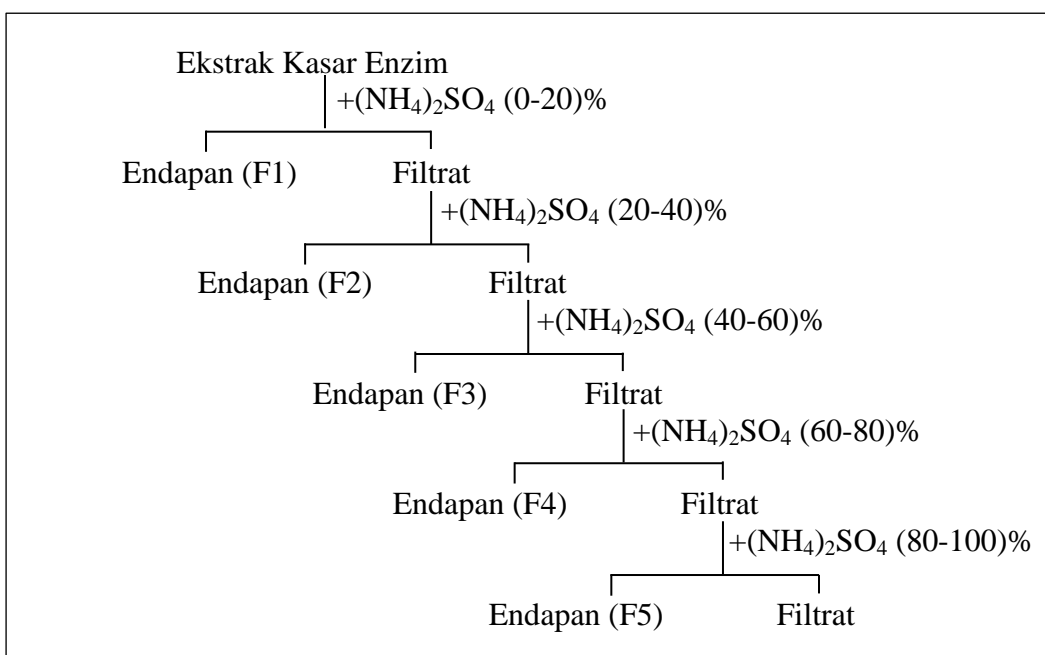 Ekstrak Kasar Enzim
+(NH₄)₂SO₄ (0-20)%
Endapan (F1) Filtrat
+(NH₄)₂SO₄ (20-40)%
Endapan (F2) Filtrat
+(NH₄)₂SO₄ (40-60)%
Endapan (F3) Filtrat
+(NH₄)₂SO₄ (60-80)%
Endapan (F4) Filtrat
+(NH₄)₂SO₄ (80-100)%
Endapan (F5) Filtrat